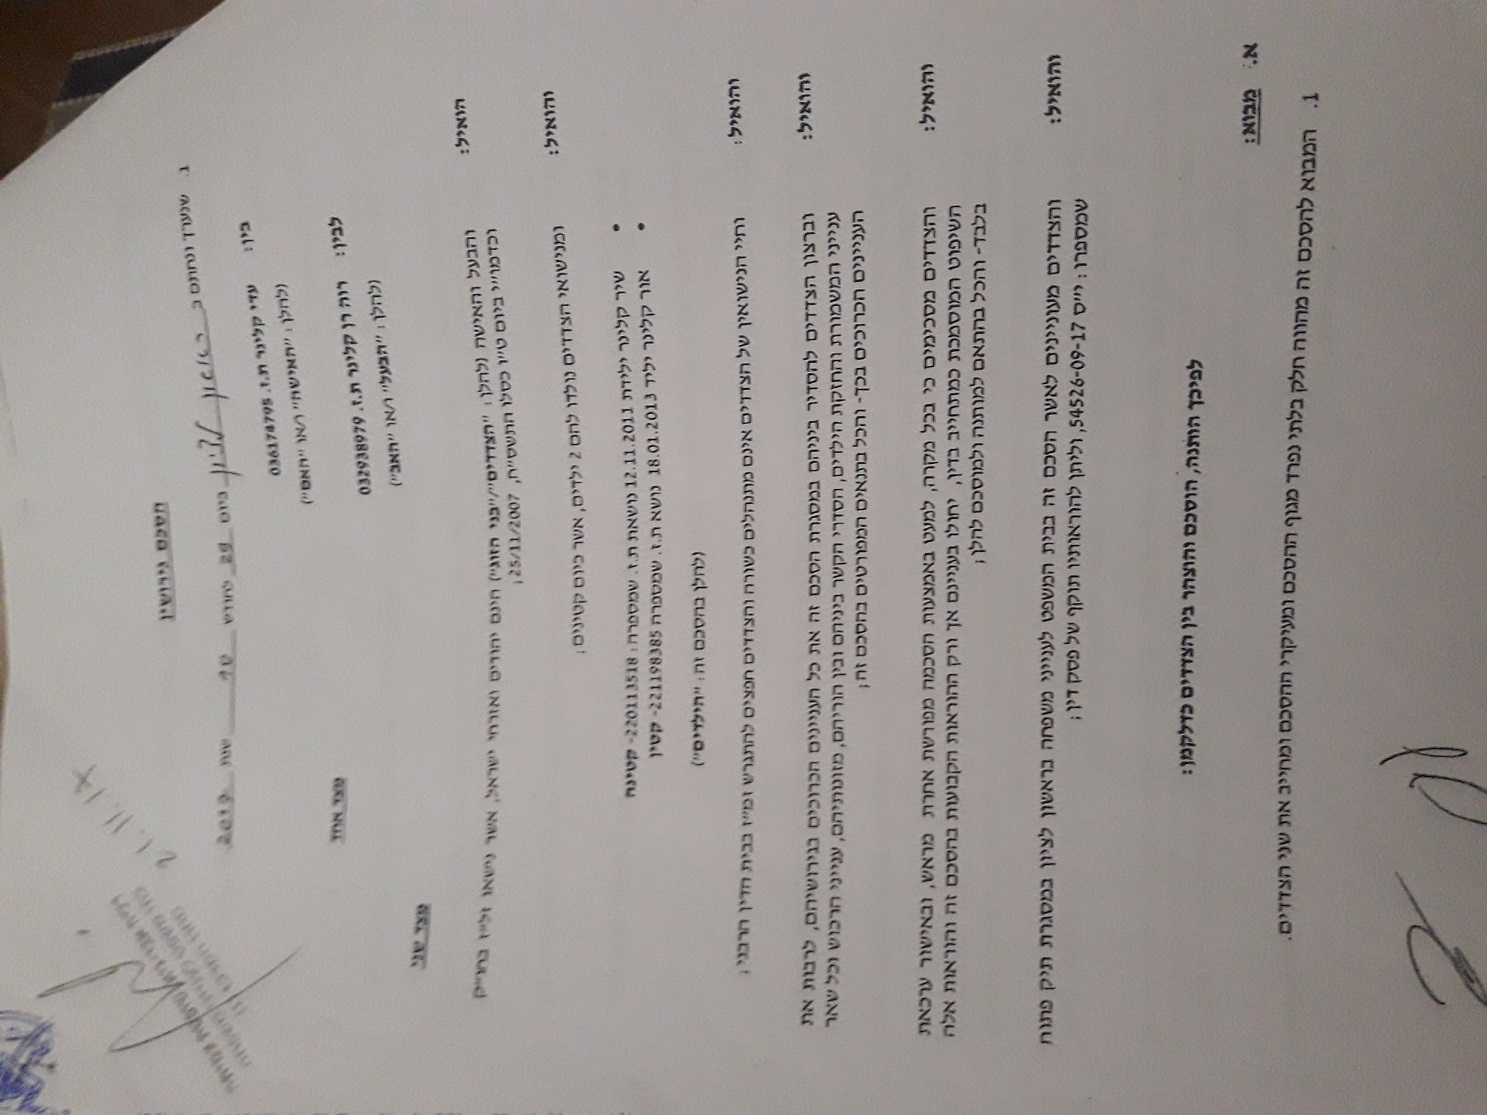 21.11.17
הסכם גירושין
1. שנערך ונחתם ב ראשון לציון ביום 29 לחודש 10 שנת 2017
בין: עדי קלינר ת.ז. 036174795
(להלן: "האישה" ו/או "האם")
מצד אחד
לבין: רוה רן קלינר ת.ז. 032938979
(להלן: "הבעל" ו/או "האב")
מצד שני
הואיל: והבעל והאישה (להלן: "הצדדים"/"בני הזוג") הינם יהודים ואזרחי ישראל, אשר נישאו זל"ז בחו"ק
וכדמו"י ביום ט"ו כסלו התשס"ח, 25/11/2007;
והואיל: ומנישואי הצדדים נולדו להם 2 ילדים, אשר כיום קטינים;
• שיר קלינר ילידת 12.11.2011 נושאת ת.ז. שמספרה: 220113518- קטינה
• אור קלינר יליד 18.01.2013 נושא ת.ז. שמספרה 221198385- קטין
(להלן בהסכם זה: "הילדים")
והואיל: וחיי הנישואין של הצדדים אינם מתנהלים כשורה והצדדים חפצים להתגרש זמ"ז בבית הדין הרבני;
והואיל: וברצון הצדדים להסדיר ביניהם במסגרת הסכם זה את כל העניינים הכרוכים בגירושיהם, לרבות את
ענייני המשמורת והחזקת הילדים, הסדרי הקשר ביניהם ובין הוריהם, מזונותיהם, ענייני הרכוש וכל שאר
העניינים הכרוכים בכך- והכל בתנאים המפורטים בהסכם זה;
והואיל: והצדדים מסכימים כי בכל מקרה, למעט באמצעות הסכמה מפורשת אחרת מראש, ובאישור ערכאת
השיפוט המוסמכת כמתחייב בדין, יחולו בעניינם אך ורק ההוראות הקבועות בהסכם זה והוראות אלה
בלבד- והכל בהתאם למותנה ולמוסכם להלן;
והואיל: והצדדים מעוניינים לאשר הסכם זה בבית המשפט לענייני משפחה בראשון לציון במסגרת תיק פתוח
שמספרו: י"ס 54526-09-17, וליתן להוראותיו תוקף של פסק דין;
לפיכך הותנה, הוסכם והוצהר בין הצדדים כדלקמן:
א. מבוא:
1. המבוא להסכם זה מהווה חלק בלתי נפרד מגוף ההסכם ומעיקרי ההסכם ומחייב את שני הצדדים.